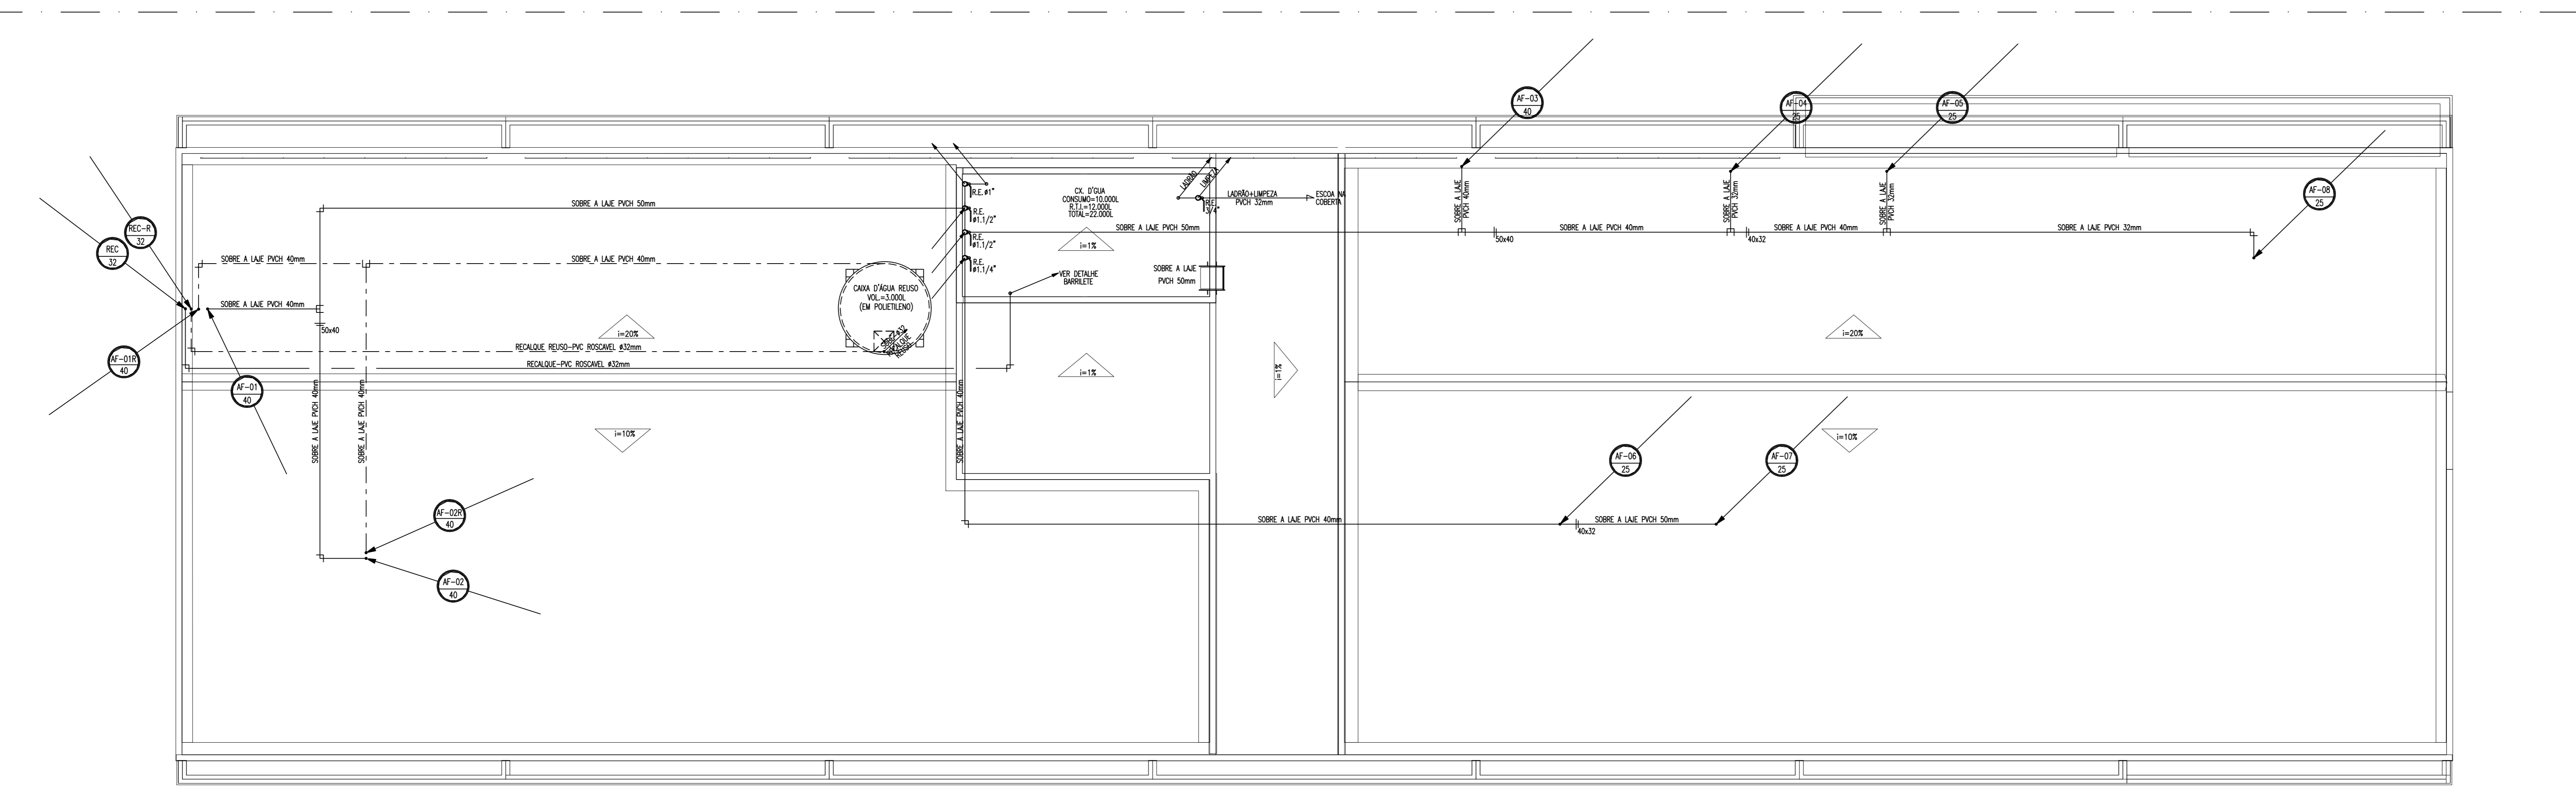 AF-03
40
AF-04
25
AF-05
25
AF-08
25
REC-R
32
REC
32
AF-01R
40
AF-01
40
AF-02R
40
AF-02
40
AF-06
25
AF-07
25
SOBRE A LAJE PVCH 50mm
SOBRE A LAJE PVCH 40mm
SOBRE A LAJE PVCH 40mm
SOBRE A LAJE PVCH 40mm
50x40
i=20%
RECALQUE REUSO-PVC ROSCAVEL ø32mm
RECALQUE-PVC ROSCAVEL ø32mm
SOBRE A LAJE PVCH 40mm
SOBRE A LAJE PVCH 40mm
i=10%
CAIXA D'ÁGUA REUSO
VOL.=3.000L
(EM POLIETILENO)
RECALQUE
REUSO
R.E. ø1"
R.E.
ø1.1/2"
R.E.
ø1.1/2"
R.E.
ø1.1/4"
CX. D'GUA
CONSUMO=10.000L
R.T.I.=12.000L
TOTAL=22.000L
i=1%
VER DETALHE
BARRILETE
SOBRE A LAJE
PVCH 50mm
LADRÃO
LIMPEZA
R.E.
3/4"
LADRÃO+LIMPEZA
PVCH 32mm
ESCOA NA
COBERTA
SOBRE A LAJE PVCH 50mm
i=1%
i=1%
SOBRE A LAJE PVCH 40mm
SOBRE A LAJE PVCH 40mm
SOBRE A LAJE
PVCH 40mm
50x40
SOBRE A LAJE PVCH 40mm
SOBRE A LAJE
PVCH 32mm
40x32
SOBRE A LAJE PVCH 40mm
SOBRE A LAJE
PVCH 32mm
SOBRE A LAJE PVCH 32mm
i=20%
i=10%
SOBRE A LAJE PVCH 50mm
40x32